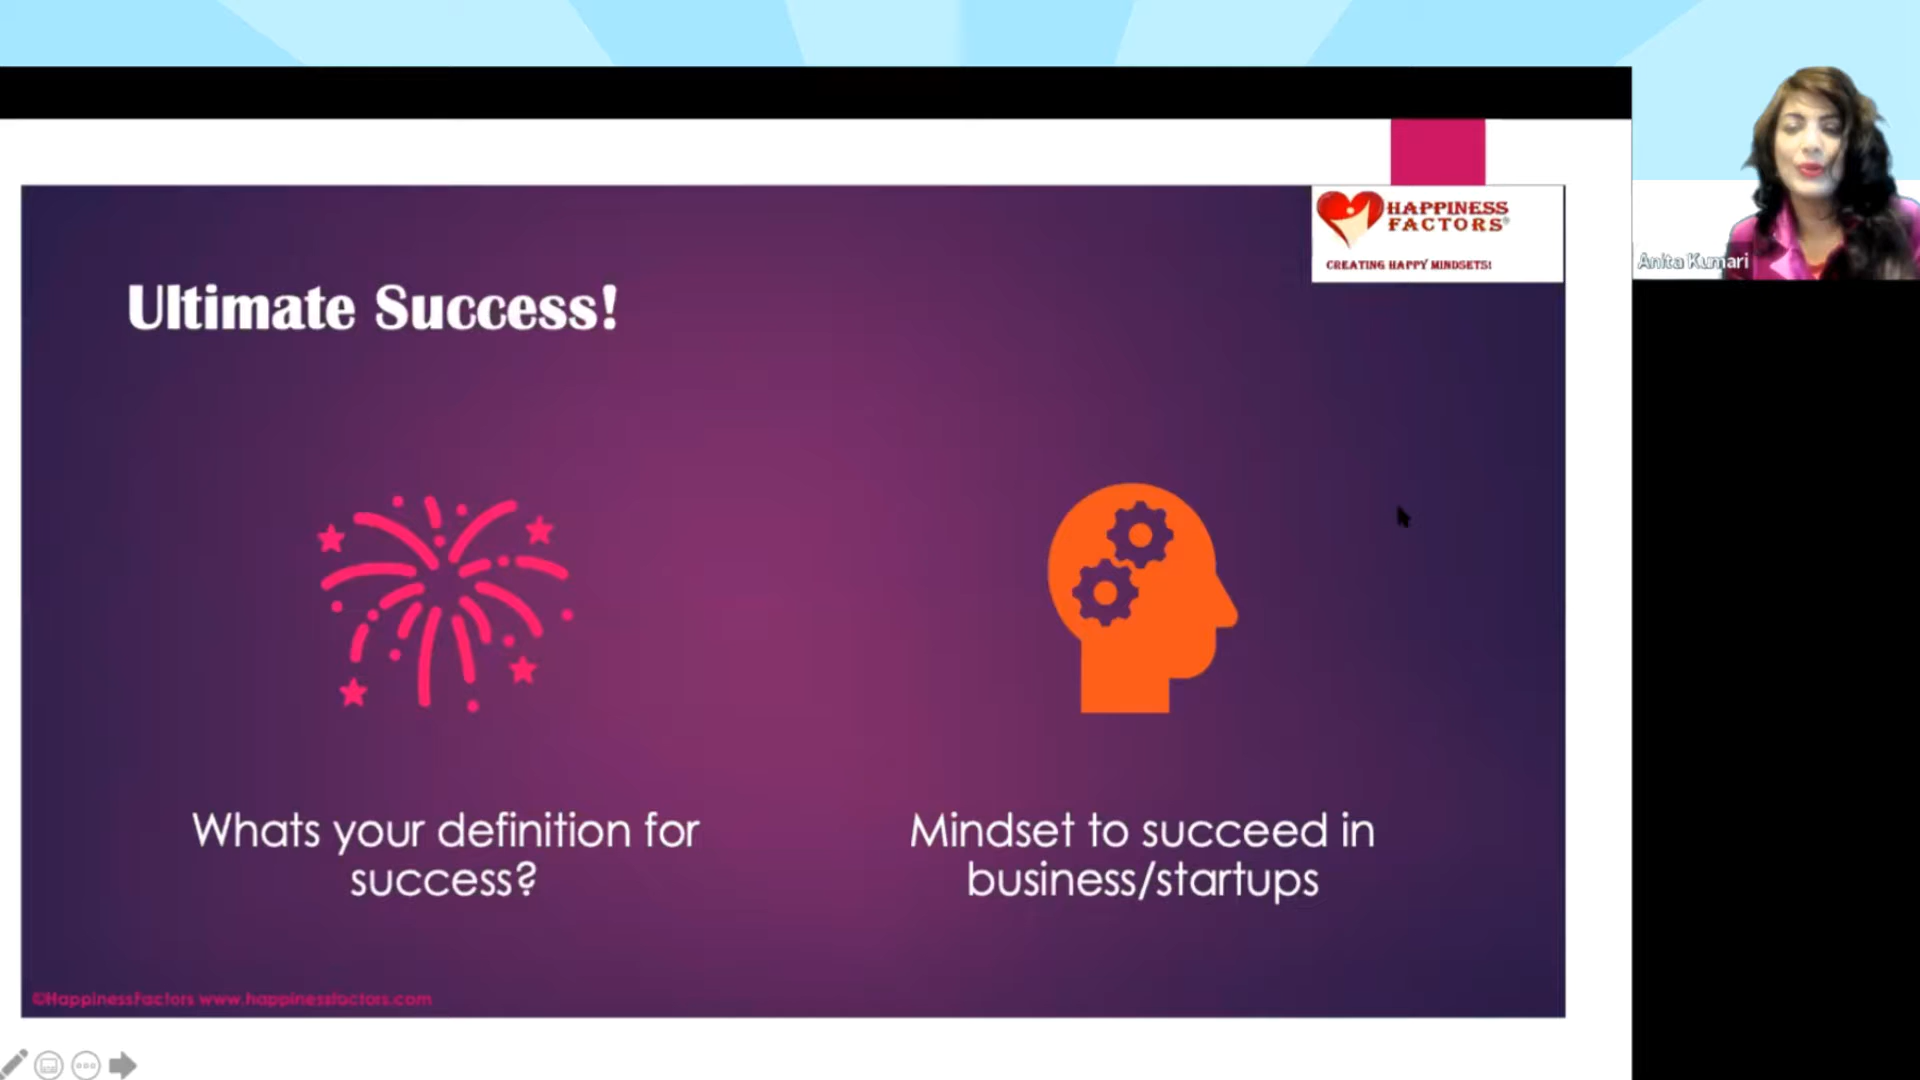 HAPPINESS
FACTORS®
CREATING HAPPY MINDSETS!
Anita Kumari
Ultimate Success!
Whats your definition for
success?
Mindset to succeed in
business/startups
©HappinessFactors www.happinessfactors.com